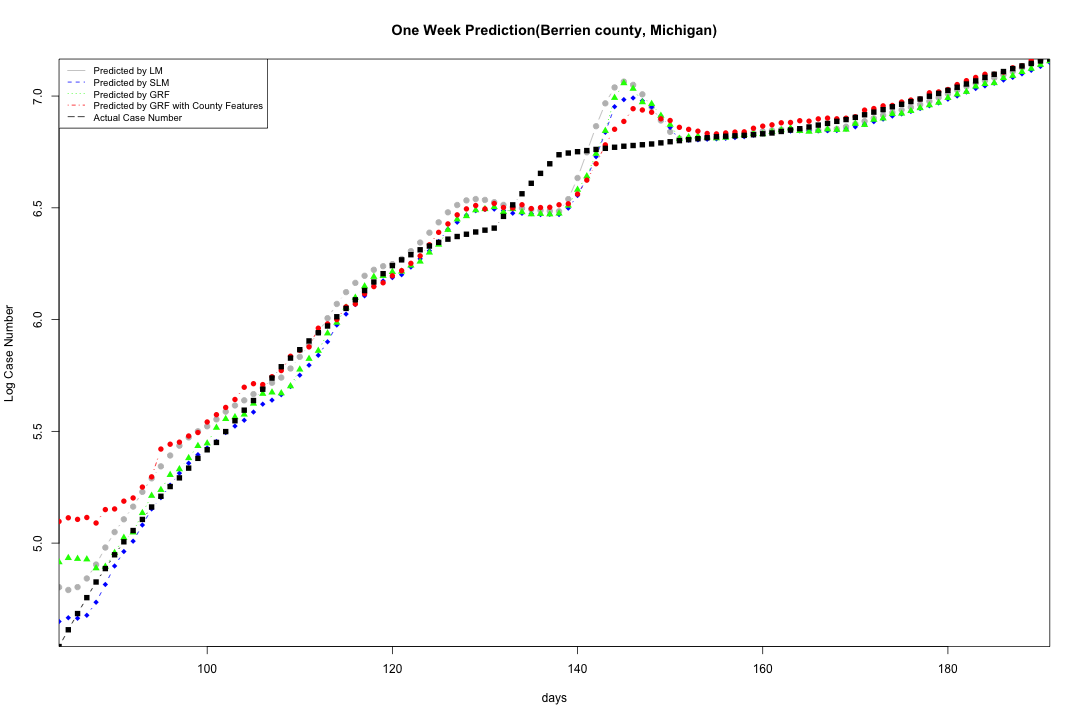 One Week Prediction(Berrien county, Michigan)
Predicted by LM
Predicted by SLM
Predicted by GRF
Predicted by GRF with County Features
Actual Case Number
7.0
6.5
6.0
5.5
5.0
Log Case Number
100 120 140 160 180
days